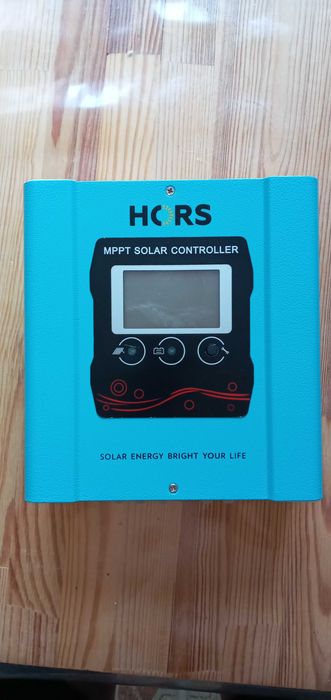 HORS
MPPT SOLAR CONTROLLER
SOLAR ENERGY BRIGHT YOUR LIFE